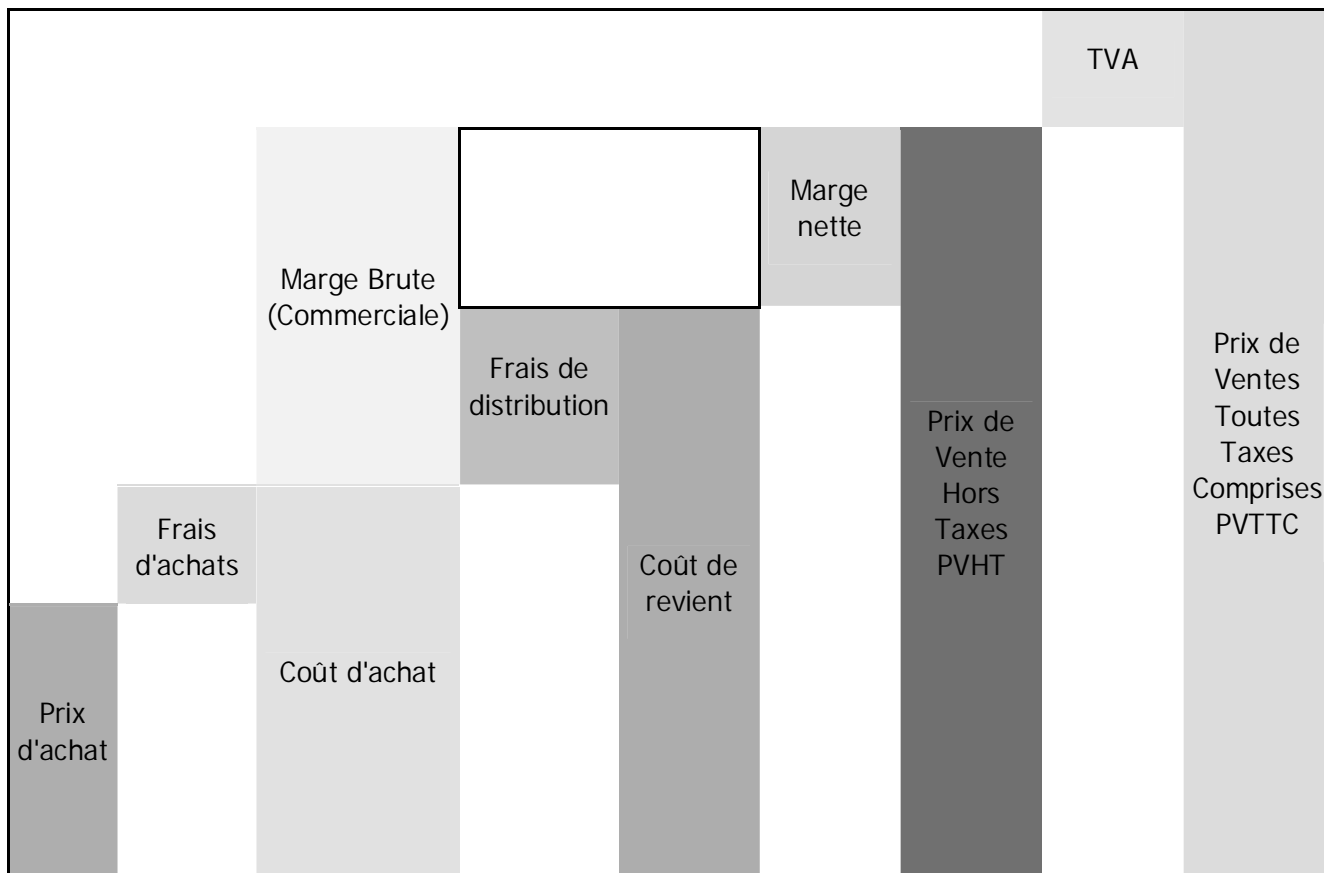 TVA
Marge
nette
Marge Brute
(Commerciale)
Frais de
distribution
Prix de
Vente
Hors
Taxes
PVHT
Prix de
Ventes
Toutes
Taxes
Comprises
PVTTC
Frais
d'achats
Coût de
revient
Coût d'achat
Prix
d'achat